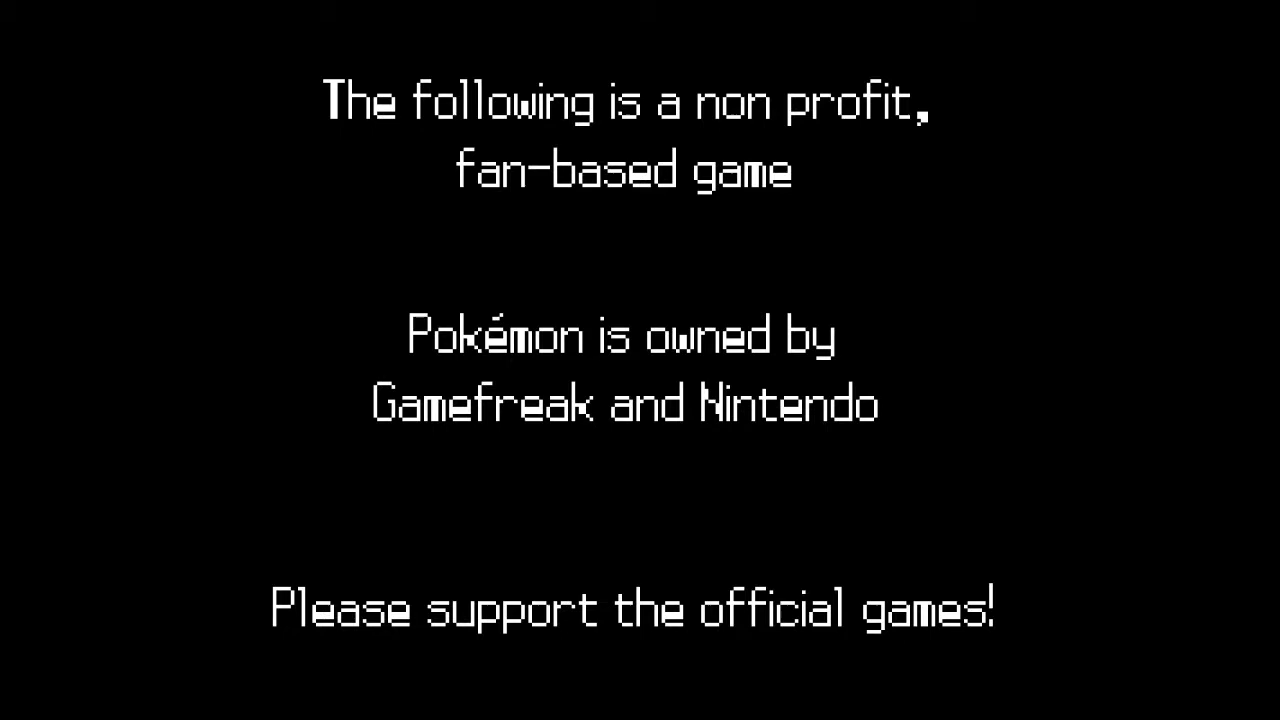 The following is a non profit,
fan-based game
Pokémon is owned by
Gamefreak and Nintendo
Please support the official games!